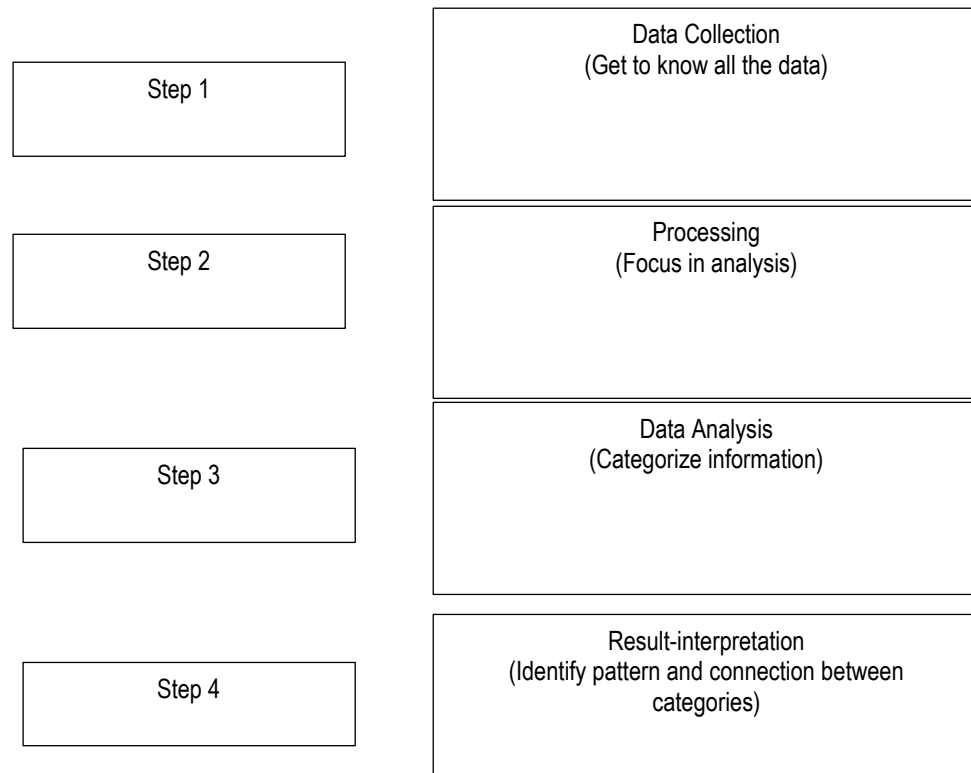 Step 1
Data Collection
(Get to know all the data)
Step 2
Processing
(Focus in analysis)
Step 3
Data Analysis
(Categorize information)
Step 4
Result-interpretation
(Identify pattern and connection between
categories)